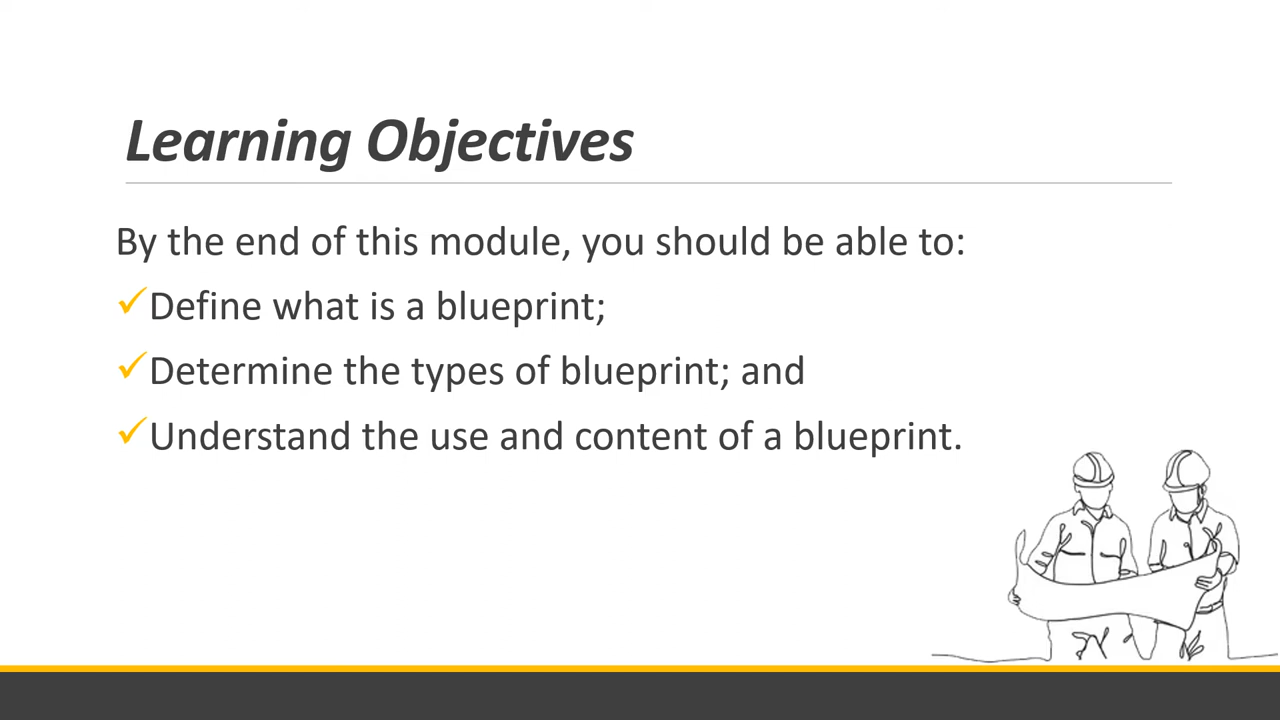 Learning Objectives
By the end of this module, you should be able to:
✓Define what is a blueprint;
✓Determine the types of blueprint; and
✓Understand the use and content of a blueprint.